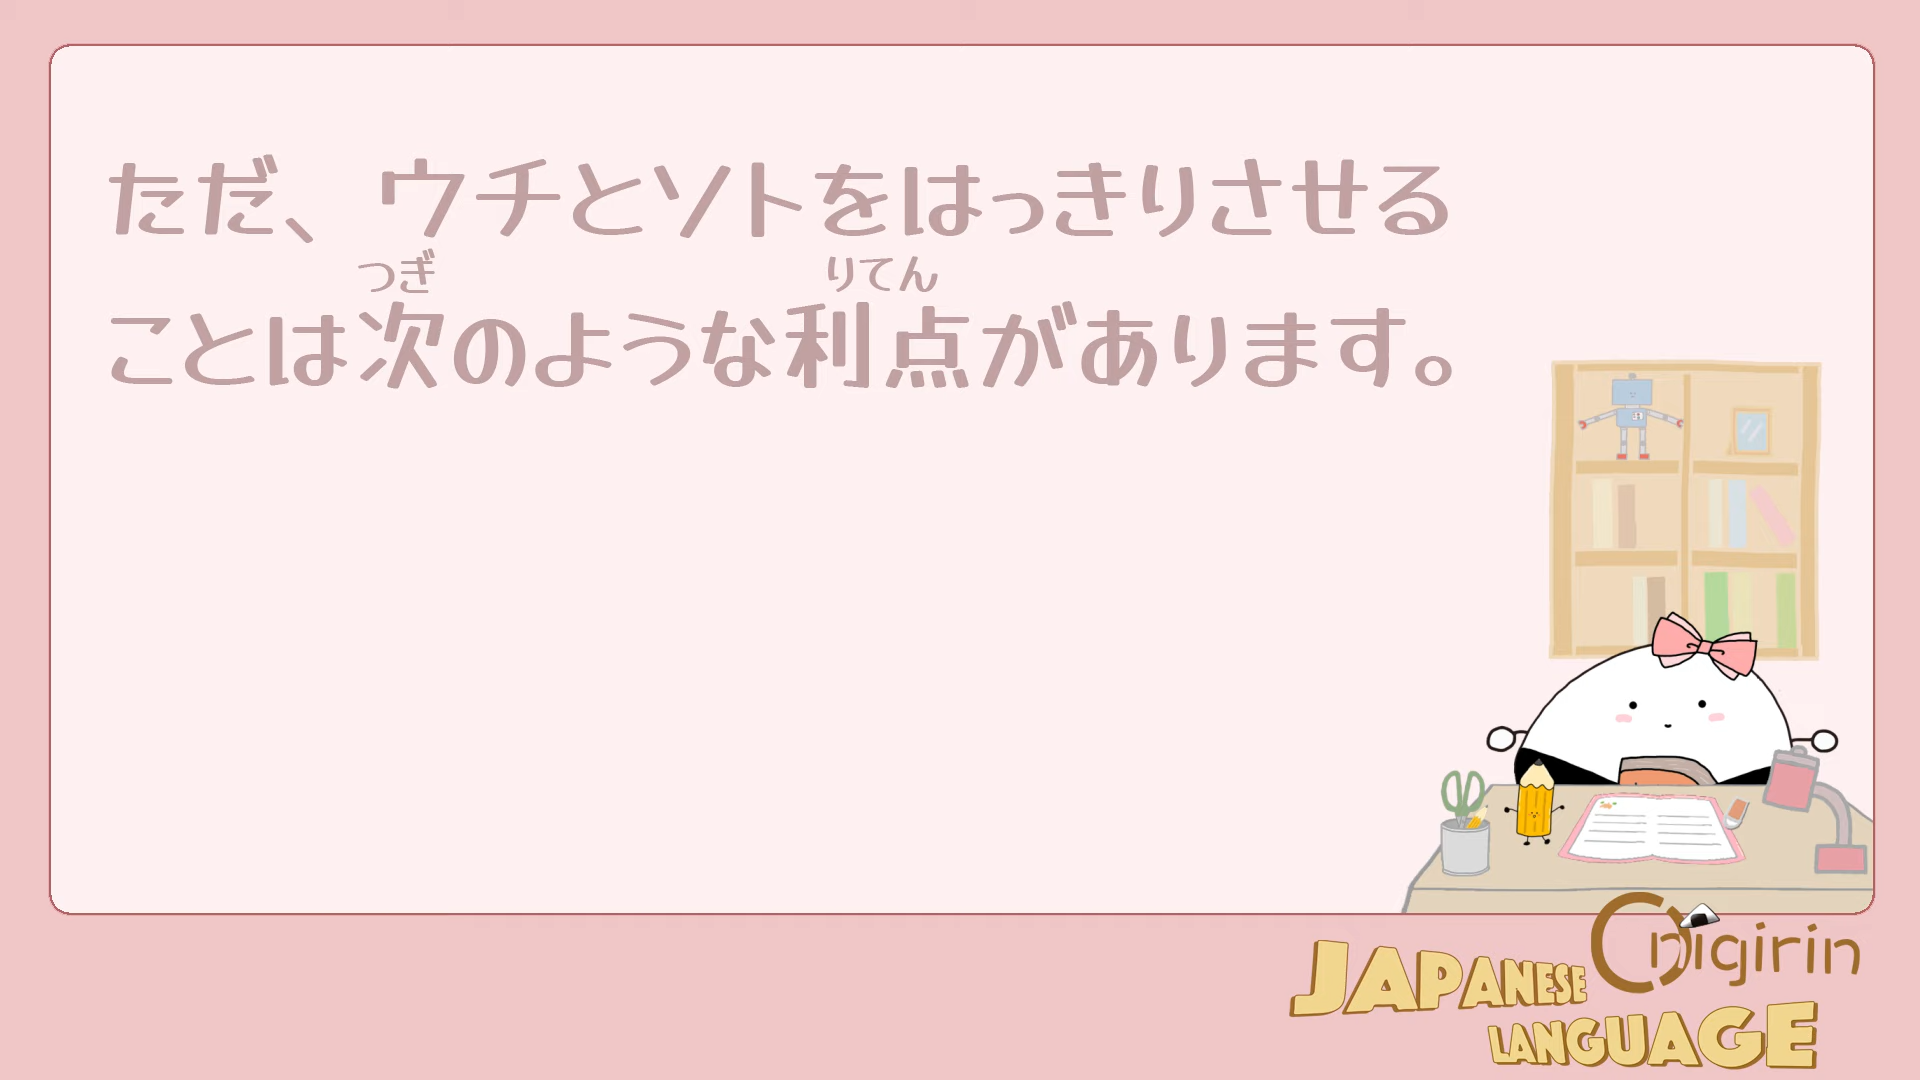 ただ、ウチとソトをはっきりさせる
つぎ りてん
ことは次のような利点があります。
Onigirin
JAPANESE
LANGUAGE